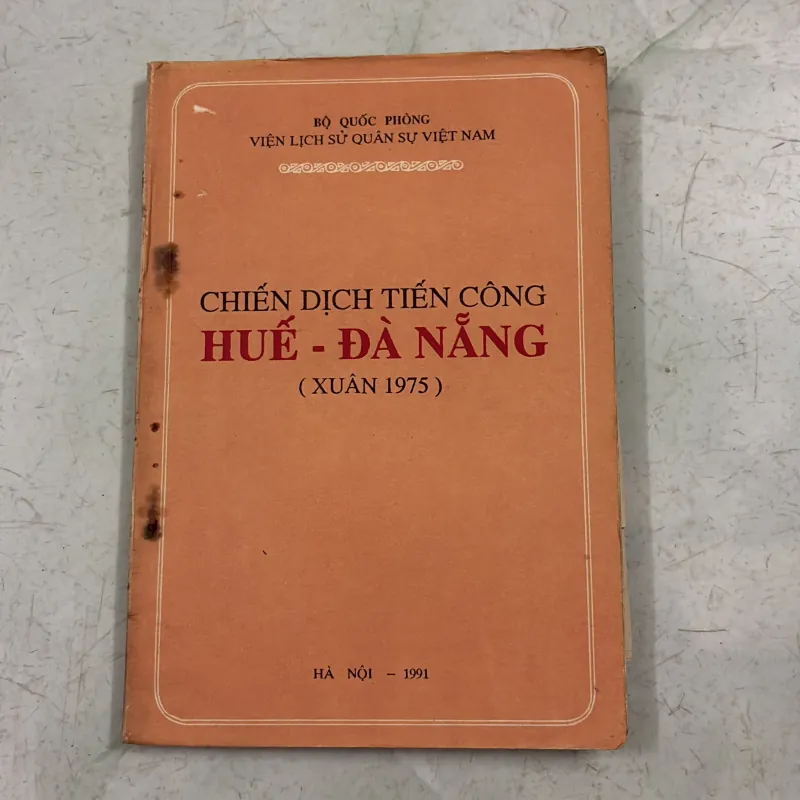 BỘ QUỐC PHÒNG
VIỆN LỊCH SỬ QUÂN SỰ VIỆT NAM
CHIẾN DỊCH TIẾN CÔNG
HUẾ - ĐÀ NẴNG
( XUÂN 1975 )
HÀ NỘI – 1991